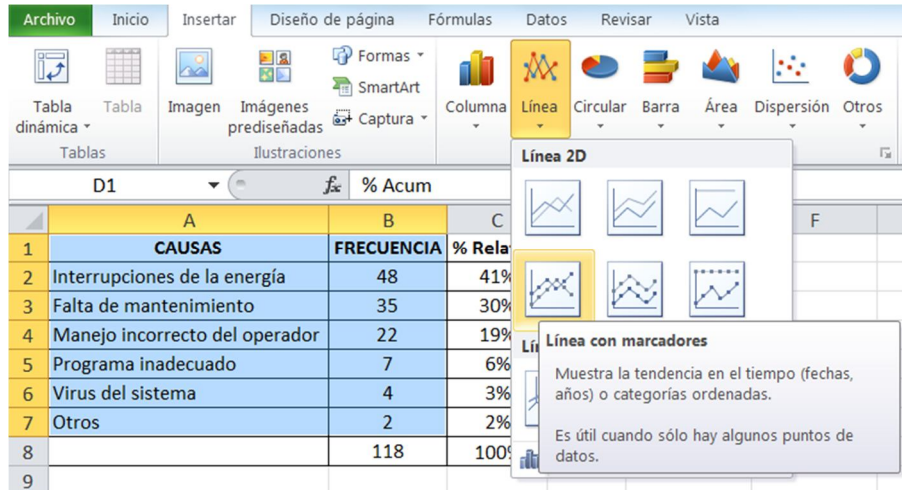 Archivo Inicio Insertar Diseño de página Fórmulas Datos Revisar Vista
Tabla dinámica
Tabla
Imagen
Imágenes prediseñadas
Formas
SmartArt
Captura
Columna
Línea
Circular
Barra
Área
Dispersión
Otros
Tablas
Ilustraciones
D1 fx % Acum
Línea 2D
A B C F
1 CAUSAS FRECUENCIA % Rela
2 Interrupciones de la energía 48 41%
3 Falta de mantenimiento 35 30%
4 Manejo incorrecto del operador 22 19%
5 Programa inadecuado 7 6%
6 Virus del sistema 4 3%
7 Otros 2 2%
8 118 100%
9
Lí
Línea con marcadores
Muestra la tendencia en el tiempo (fechas,
años) o categorías ordenadas.
Es útil cuando sólo hay algunos puntos de
datos.